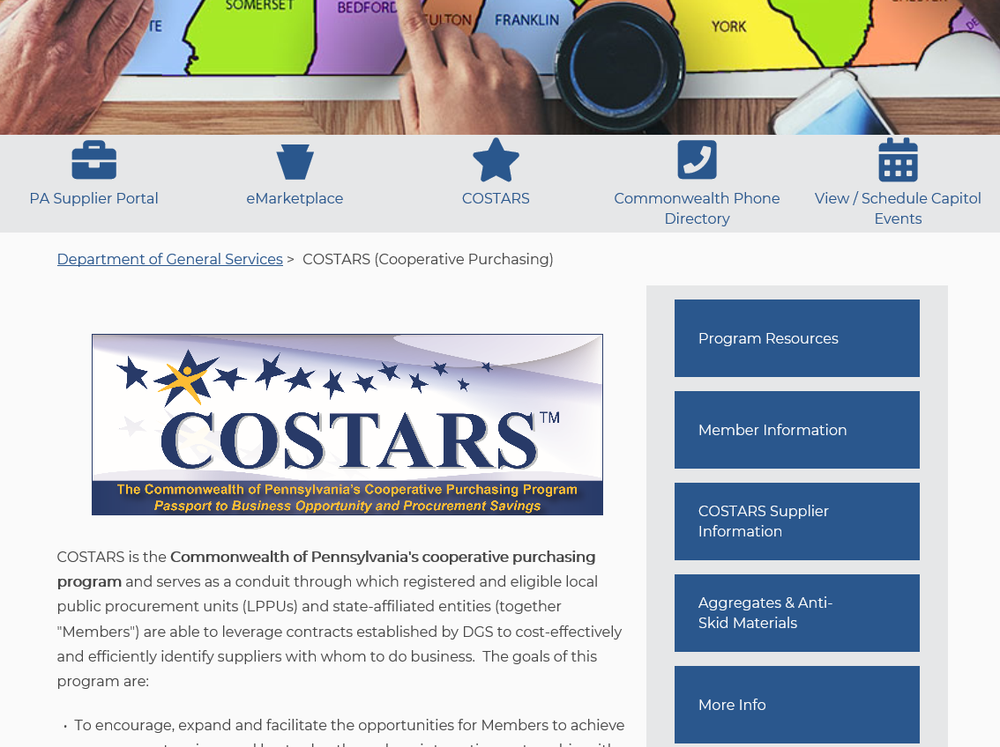 SOMERSET
BEDFORD
FULTON
FRANKLIN
YORK
PA Supplier Portal
eMarketplace
COSTARS
Commonwealth Phone
Directory
View / Schedule Capitol
Events
Department of General Services > COSTARS (Cooperative Purchasing)
COSTARS™
The Commonwealth of Pennsylvania's Cooperative Purchasing Program
Passport to Business Opportunity and Procurement Savings
COSTARS is the Commonwealth of Pennsylvania's cooperative purchasing
program and serves as a conduit through which registered and eligible local
public procurement units (LPPUs) and state-affiliated entities (together
"Members") are able to leverage contracts established by DGS to cost-effectively
and efficiently identify suppliers with whom to do business.  The goals of this
program are:
• To encourage, expand and facilitate the opportunities for Members to achieve
Program Resources
Member Information
COSTARS Supplier
Information
Aggregates & Anti-
Skid Materials
More Info